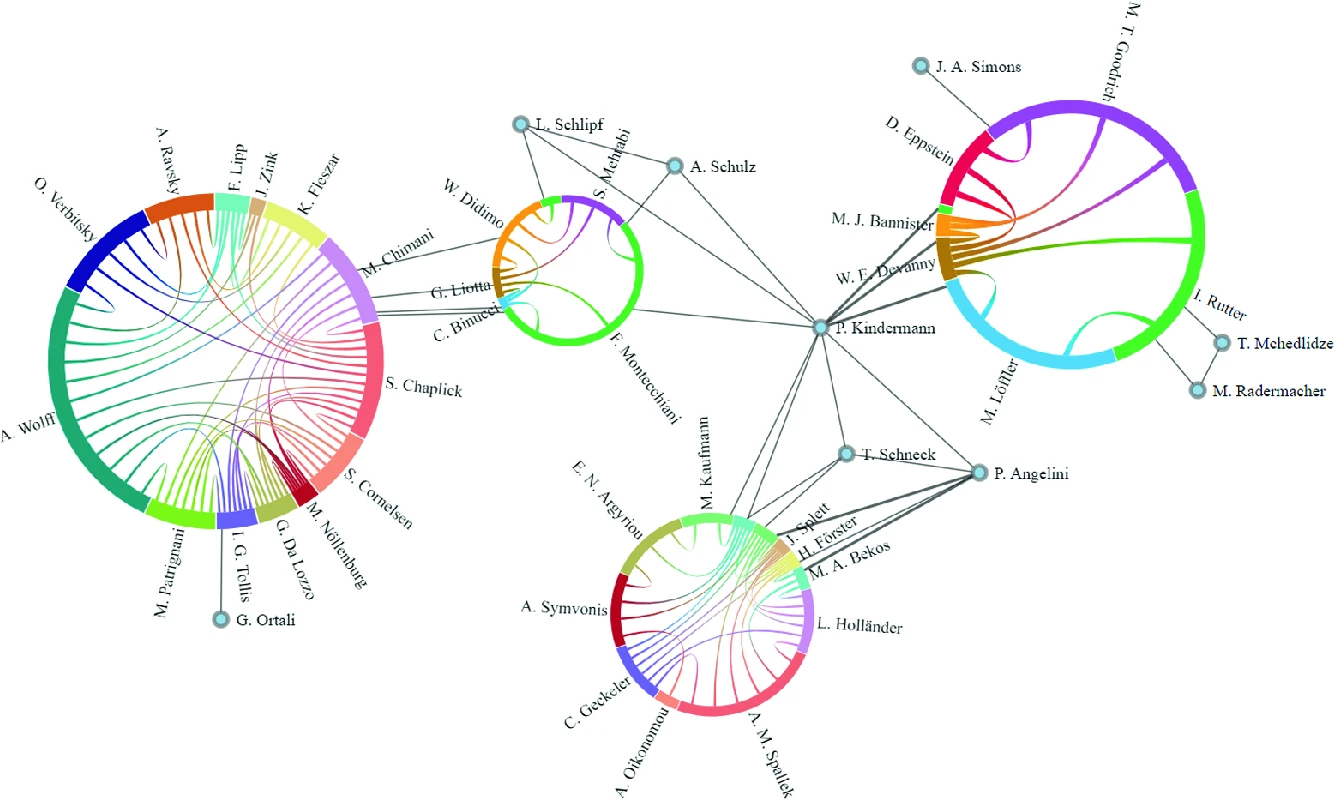 M. T. Goodrich
J. A. Simons
D. Eppstein
M. J. Bannister
W. E. Devanny
I. Rutter
T. Mchedlidze
M. Radermacher
M. Löffler
L. Schlipf
S. Mehrabi
A. Schulz
W. Didimo
G. Liotta
C. Binucci
F. Montecchiani
P. Kindermann
A. Ravsky
F. Lipp
J. Zink
K. Fleszar
O. Verbitsky
M. Chimani
S. Chaplick
A. Wolff
S. Cornelsen
M. Nöllenburg
G. Da Lozzo
I. G. Tollis
M. Patrignani
G. Ortali
T. Schneck
P. Angelini
M. Kaufmann
E. N. Argyriou
J. Splett
H. Förster
M. A. Bekos
A. Symvonis
L. Holländer
C. Geckeler
A. Oikonomou
A. M. Spallek